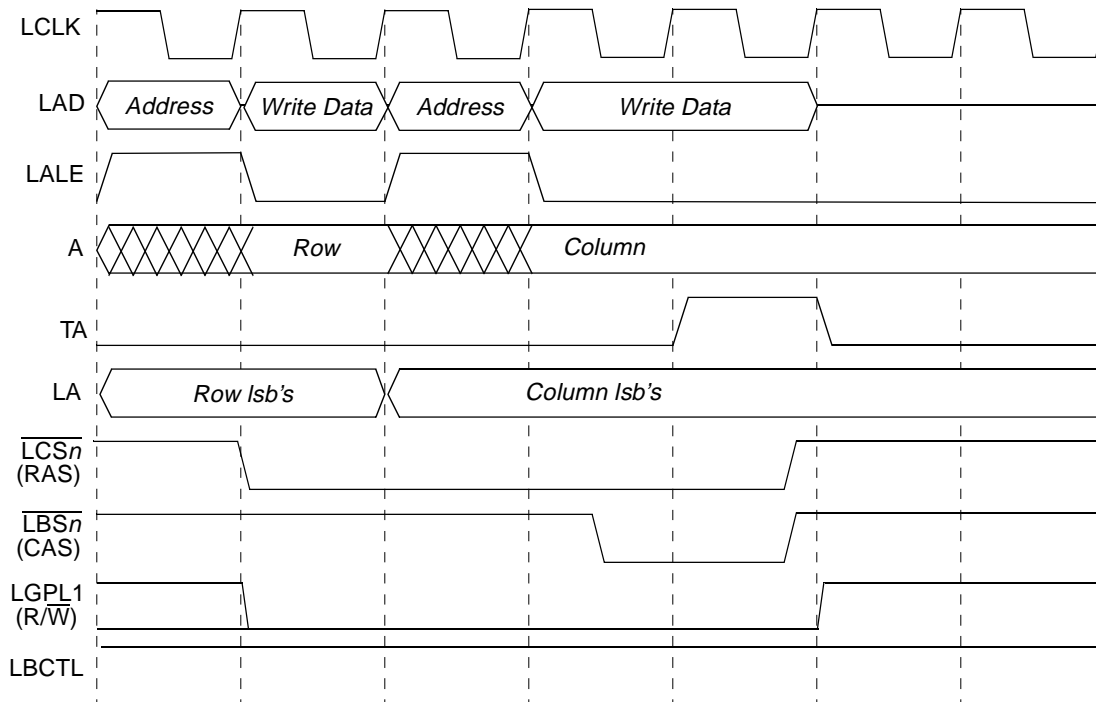 LCLK
LAD Address Write Data Address Write Data
LALE
A Row Column
TA
LA Row lsb's Column lsb's
LCSn
(RAS)
LBSn
(CAS)
LGPL1
(R/W)
LBCTL